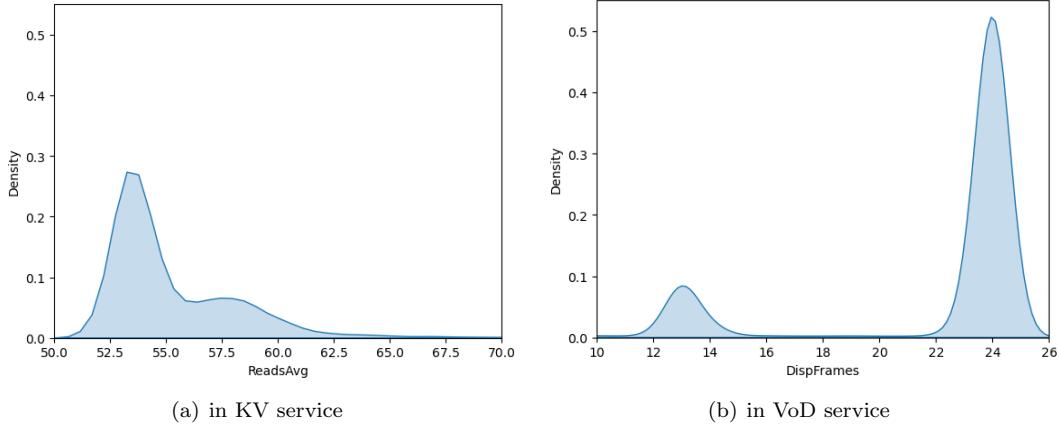 0.5
0.4
0.3
0.2
0.1
0.0
Density
50.0 52.5 55.0 57.5 60.0 62.5 65.0 67.5 70.0
ReadsAvg
(a) in KV service
0.5
0.4
0.3
0.2
0.1
0.0
Density
10 12 14 16 18 20 22 24 26
DispFrames
(b) in VoD service